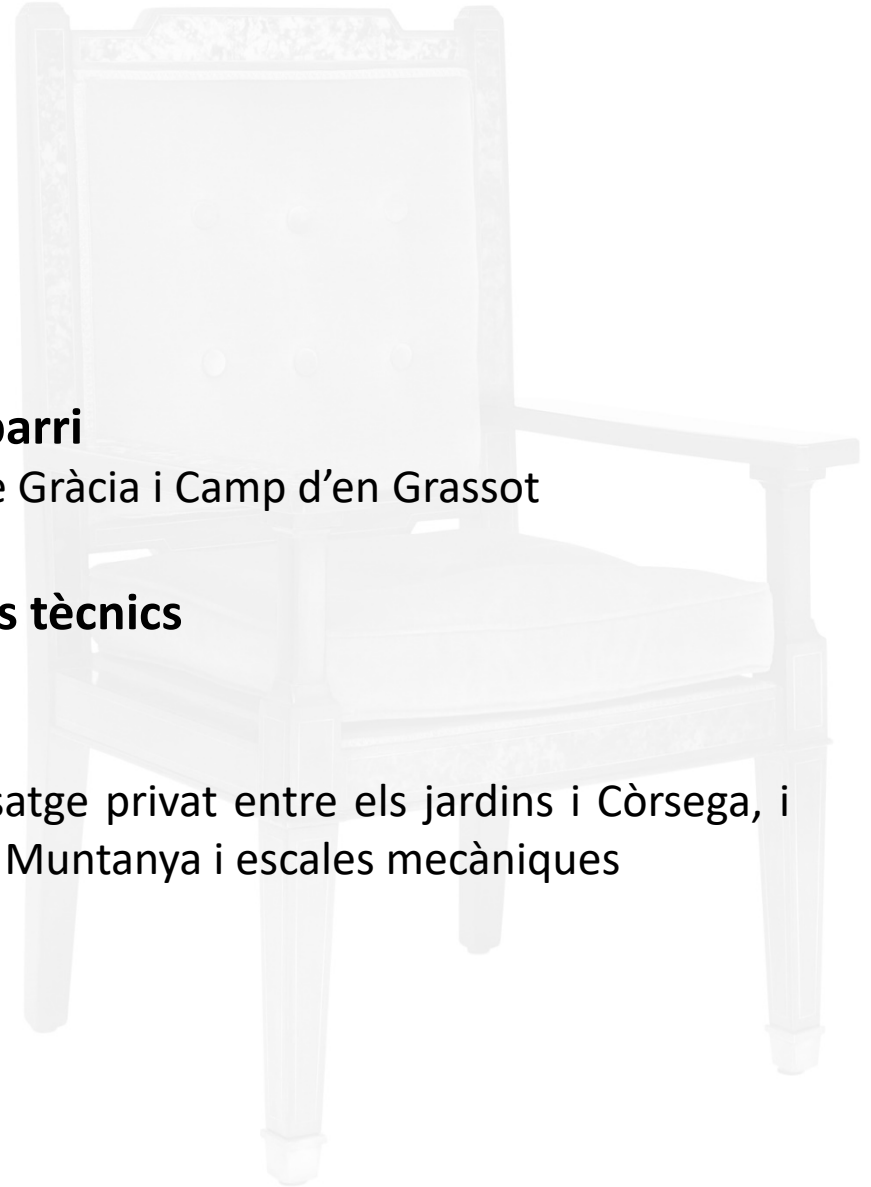 barri
e Gràcia i Camp d’en Grassot
s tècnics
satge privat entre els jardins i Còrsega, i
Muntanya i escales mecàniques